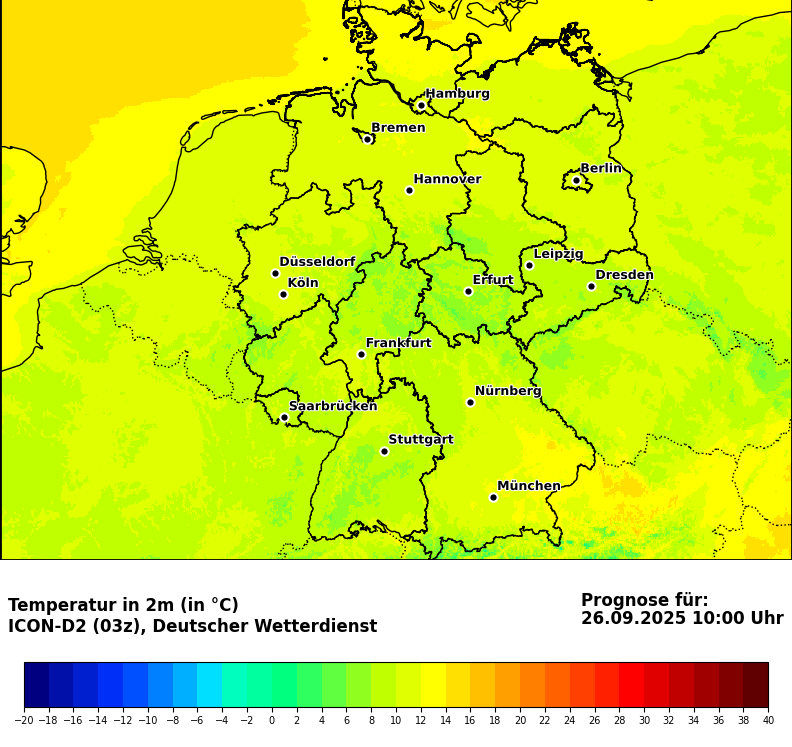 Hamburg
Bremen
Berlin
Hannover
Leipzig
Düsseldorf
Dresden
Köln
Erfurt
Frankfurt
Nürnberg
Saarbrücken
Stuttgart
München
Temperatur in 2m (in °C)
ICON-D2 (03z), Deutscher Wetterdienst
Prognose für:
26.09.2025 10:00 Uhr
−20 −18 −16 −14 −12 −10 −8 −6 −4 −2 0 2 4 6 8 10 12 14 16 18 20 22 24 26 28 30 32 34 36 38 40